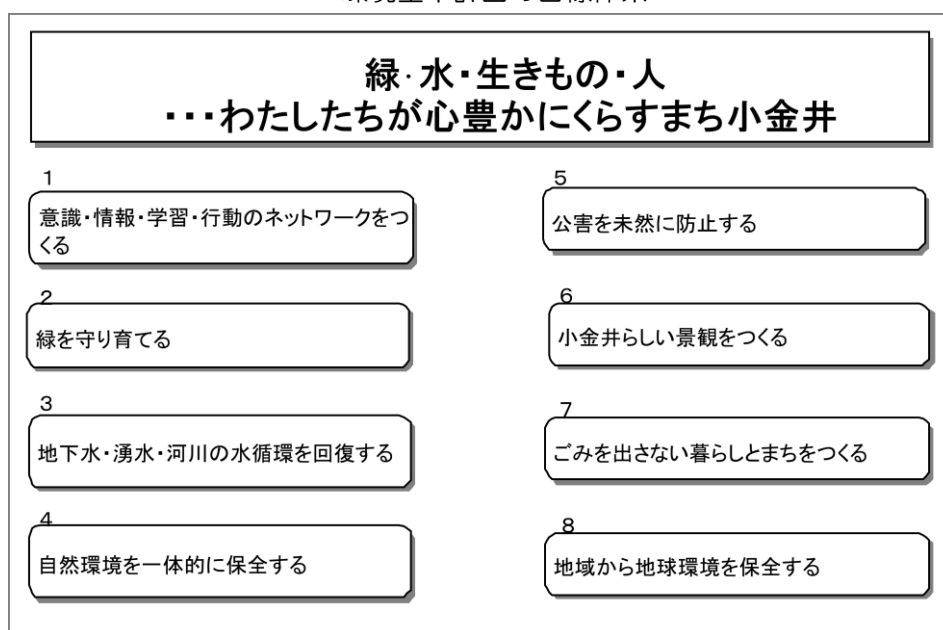 緑・水・生きもの・人
・・・わたしたちが心豊かにくらすまち小金井
1
意識・情報・学習・行動のネットワークをつ
くる
2
緑を守り育てる
3
地下水・湧水・河川の水循環を回復する
4
自然環境を一体的に保全する
5
公害を未然に防止する
6
小金井らしい景観をつくる
7
ごみを出さない暮らしとまちをつくる
8
地域から地球環境を保全する